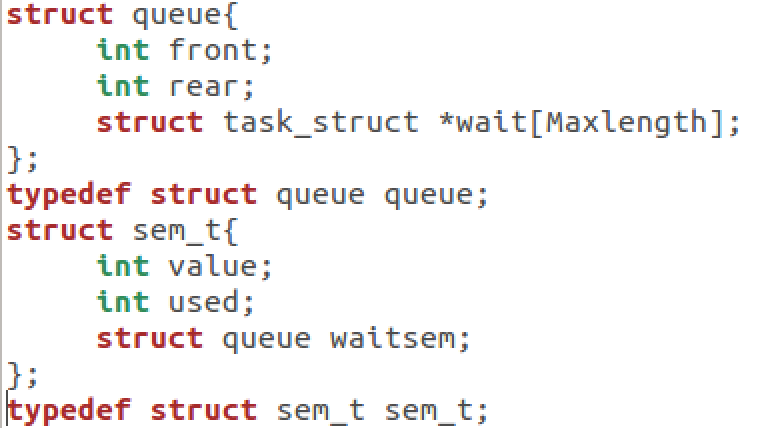 struct queue{
     int front;
     int rear;
     struct task_struct *wait[Maxlength];
};
typedef struct queue queue;
struct sem_t{
     int value;
     int used;
     struct queue waitsem;
};
typedef struct sem_t sem_t;